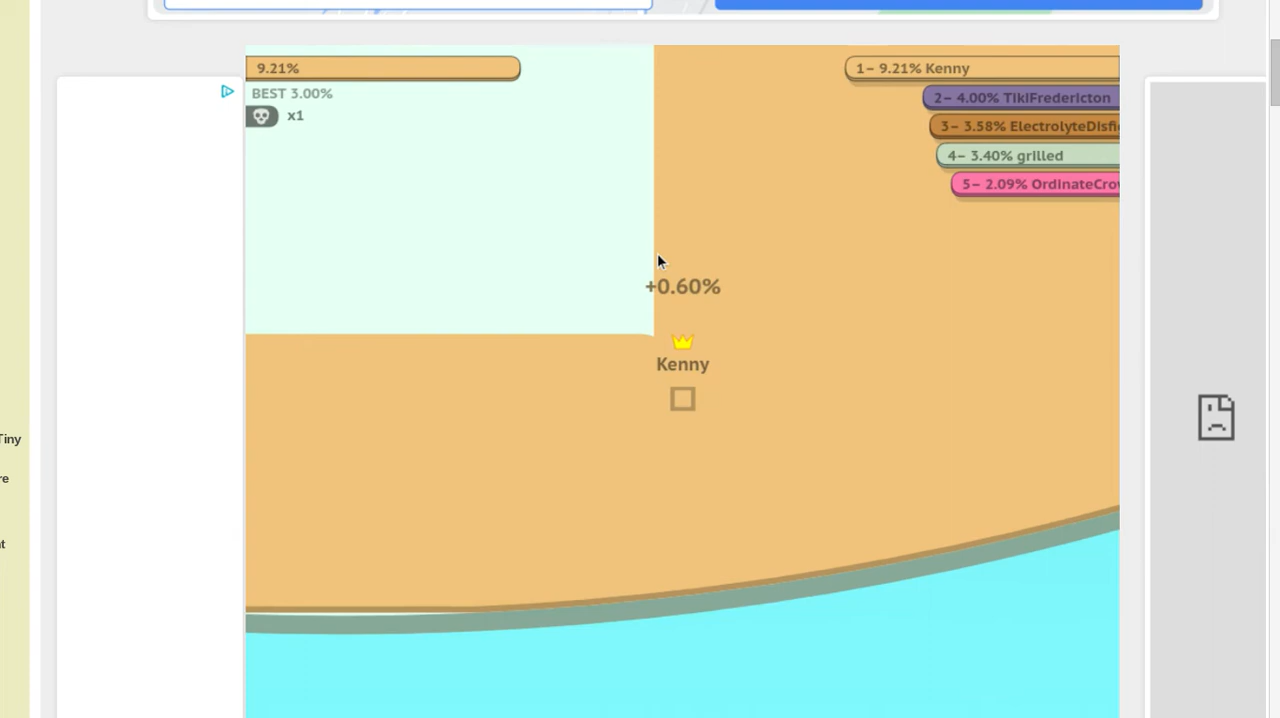 9.21%
BEST 3.00%
x1
1- 9.21% Kenny
2- 4.00% TikiFredericton
3- 3.58% ElectrolyteDisfi
4- 3.40% grilled
5- 2.09% OrdinateCro
+0.60%
Kenny
Tiny
re